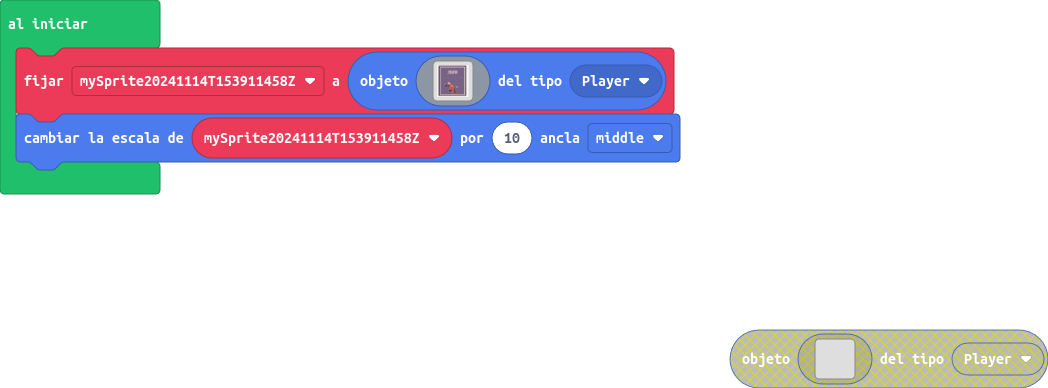 al iniciar
fijar mySprite20241114T153911458Z a objeto del tipo Player
cambiar la escala de mySprite20241114T153911458Z por 10 ancla middle
objeto del tipo Player